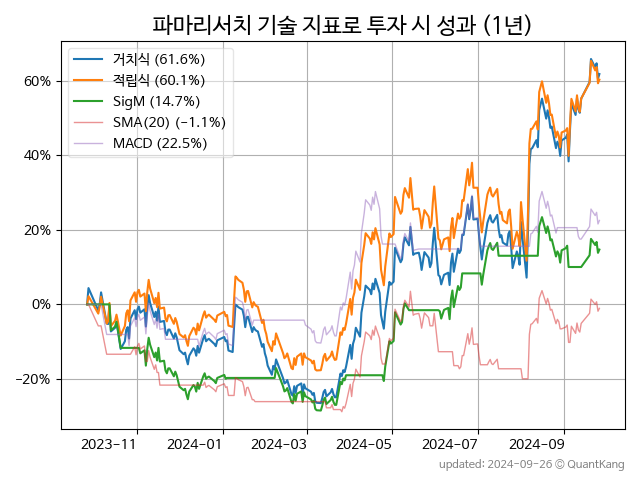 파마리서치 기술 지표로 투자 시 성과 (1년)
거치식 (61.6%)
적립식 (60.1%)
SigM (14.7%)
SMA(20) (-1.1%)
MACD (22.5%)
60%
40%
20%
0%
-20%
2023-11 2024-01 2024-03 2024-05 2024-07 2024-09
updated: 2024-09-26 © QuantKang